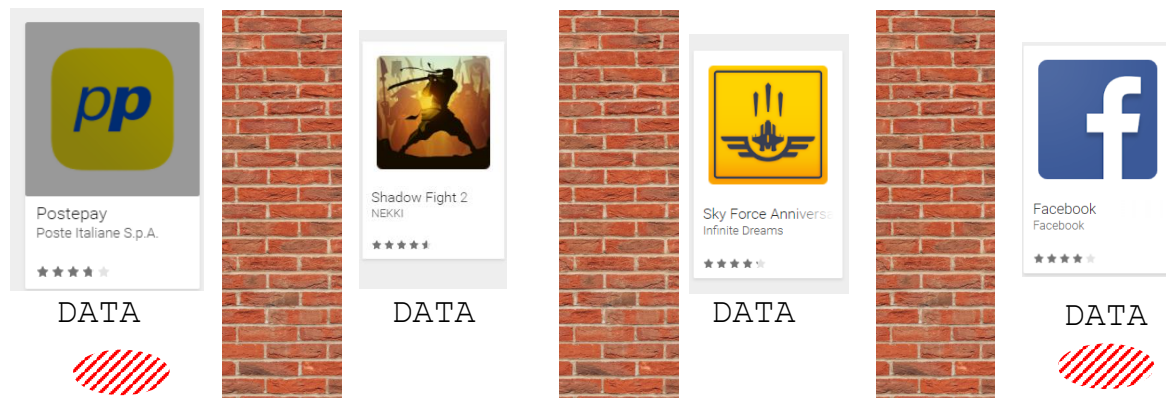 pp
Postepay
Poste Italiane S.p.A.
DATA
Shadow Fight 2
NEKKI
DATA
Sky Force Annivers
Infinite Dreams
DATA
f
Facebook
Facebook
DATA